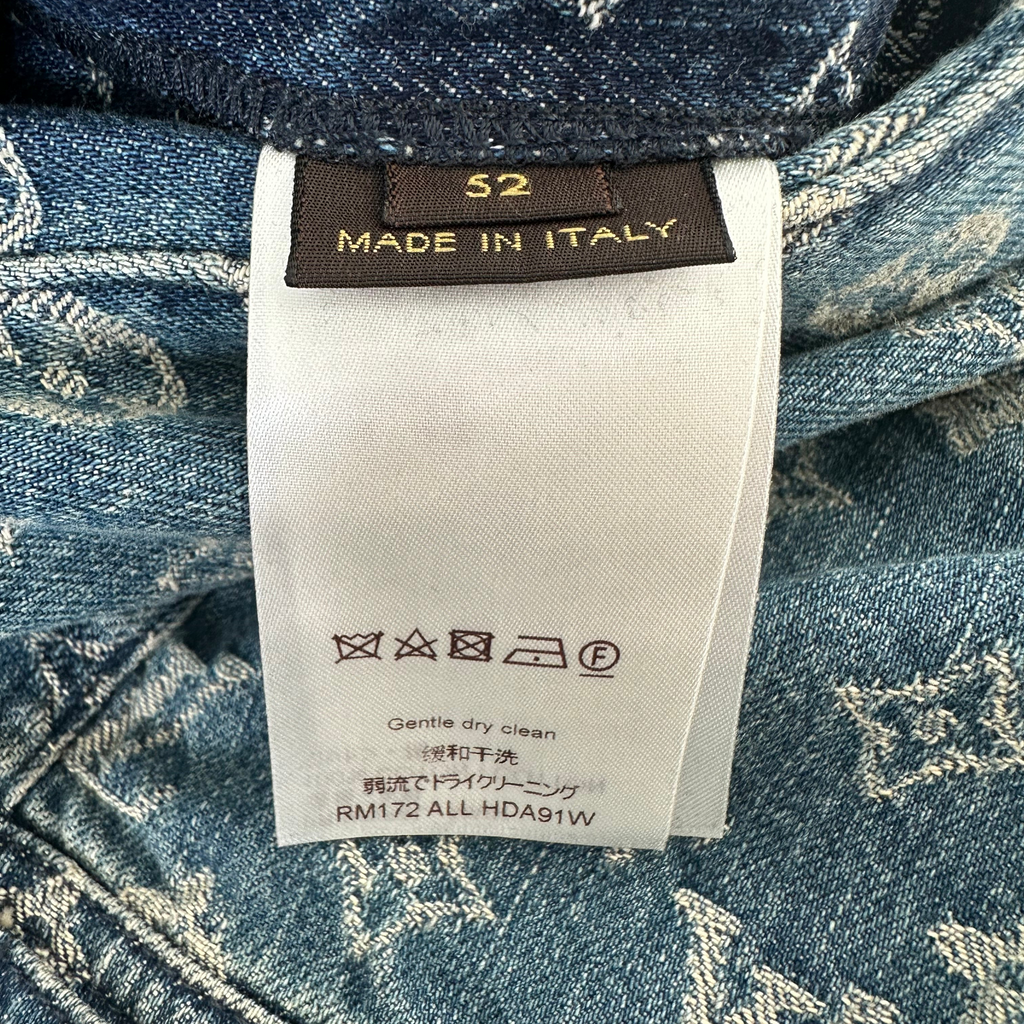 52
MADE IN ITALY
F
Gentle dry clean
缓和干洗
弱流でドライクリーニング
RM172 ALL HDA91W